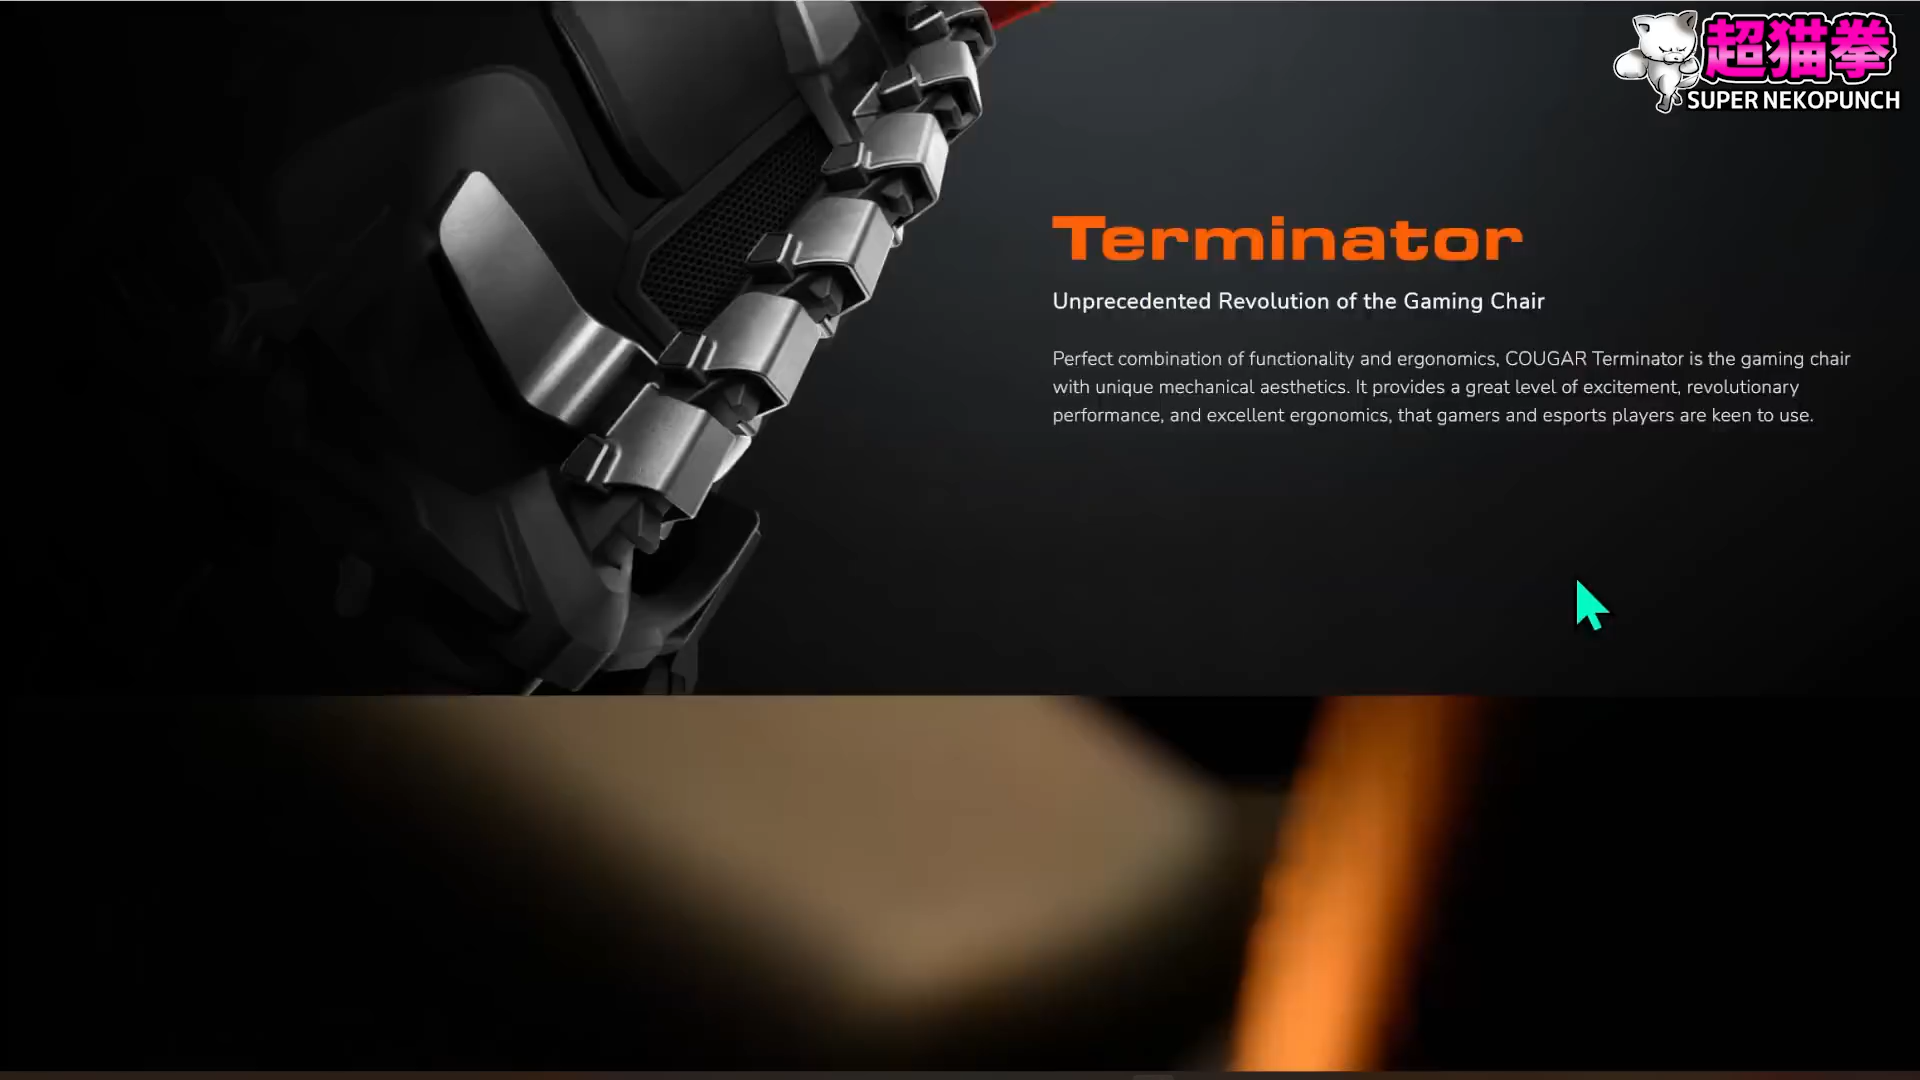 超猫拳
SUPER NEKOPUNCH
Terminator
Unprecedented Revolution of the Gaming Chair
Perfect combination of functionality and ergonomics, COUGAR Terminator is the gaming chair
with unique mechanical aesthetics. It provides a great level of excitement, revolutionary
performance, and excellent ergonomics, that gamers and esports players are keen to use.